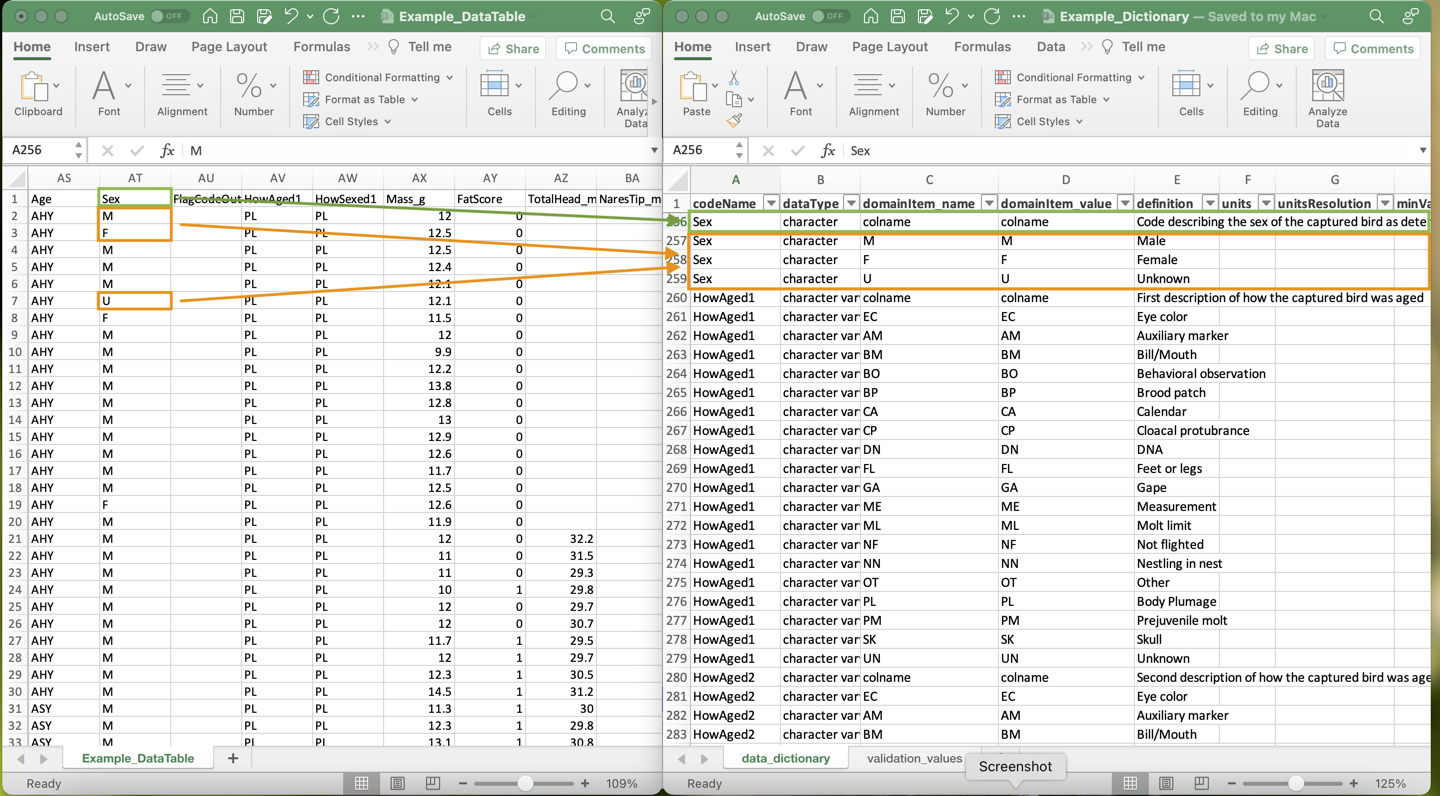 AutoSave OFF Example_DataTable
Home Insert Draw Page Layout Formulas Tell me Share Comments
Clipboard Font Alignment Number Conditional Formatting Format as Table Cell Styles Cells Editing Analyze Data
A256 fx M
AS AT AU AV AW AX AY AZ BA
1 Age Sex FlagCodeOut HowAged1 HowSexed1 Mass_g FatScore TotalHead_m NaresTip_m
2 AHY M PL PL 12 0
3 AHY F PL PL 12.5 0
4 AHY M PL PL 12.5 0
5 AHY M PL PL 12.4 0
6 AHY M PL PL 12.1 0
7 AHY U PL PL 12.1 0
8 AHY F PL PL 11.5 0
9 AHY M PL PL 12 0
10 AHY M PL PL 9.9 0
11 AHY M PL PL 12.2 0
12 AHY M PL PL 13.8 0
13 AHY M PL PL 12.8 0
14 AHY M PL PL 13 0
15 AHY M PL PL 12.9 0
16 AHY M PL PL 12.6 0
17 AHY M PL PL 11.7 0
18 AHY M PL PL 12.5 0
19 AHY F PL PL 12.6 0
20 AHY M PL PL 11.9 0
21 AHY M PL PL 12 0 32.2
22 AHY M PL PL 11 0 31.5
23 AHY M PL PL 11 0 29.3
24 AHY M PL PL 10 1 29.8
25 AHY M PL PL 12 0 29.7
26 AHY M PL PL 12 0 30.7
27 AHY M PL PL 11.7 1 29.5
28 AHY M PL PL 12 1 29.7
29 AHY M PL PL 12.3 1 30.5
30 AHY M PL PL 14.5 1 31.2
31 ASY M PL PL 11.3 1 30
32 ASY M PL PL 12.3 1 29.8
33 ASY M PL PL 13.1 1 30.8
Example_DataTable
Ready 109%
AutoSave OFF Example_Dictionary — Saved to my Mac
Home Insert Draw Page Layout Formulas Data Tell me Share Comments
Paste Font Alignment Number Conditional Formatting Format as Table Cell Styles Cells Editing Analyze Data
A256 fx Sex
A B C D E F G
1 codeName dataType domainItem_name domainItem_value definition units unitsResolution minVa
Sex character colname colname Code describing the sex of the captured bird as dete
257 Sex character M M Male
258 Sex character F F Female
259 Sex character U U Unknown
260 HowAged1 character var colname colname First description of how the captured bird was aged
261 HowAged1 character var EC EC Eye color
262 HowAged1 character var AM AM Auxiliary marker
263 HowAged1 character var BM BM Bill/Mouth
264 HowAged1 character var BO BO Behavioral observation
265 HowAged1 character var BP BP Brood patch
266 HowAged1 character var CA CA Calendar
267 HowAged1 character var CP CP Cloacal protubrance
268 HowAged1 character var DN DN DNA
269 HowAged1 character var FL FL Feet or legs
270 HowAged1 character var GA GA Gape
271 HowAged1 character var ME ME Measurement
272 HowAged1 character var ML ML Molt limit
273 HowAged1 character var NF NF Not flighted
274 HowAged1 character var NN NN Nestling in nest
275 HowAged1 character var OT OT Other
276 HowAged1 character var PL PL Body Plumage
277 HowAged1 character var PM PM Prejuvenile molt
278 HowAged1 character var SK SK Skull
279 HowAged1 character var UN UN Unknown
280 HowAged2 character var colname colname Second description of how the captured bird was age
281 HowAged2 character var EC EC Eye color
282 HowAged2 character var AM AM Auxiliary marker
283 HowAged2 character var BM BM Bill/Mouth
data_dictionary validation_values
Screenshot
Ready 125%